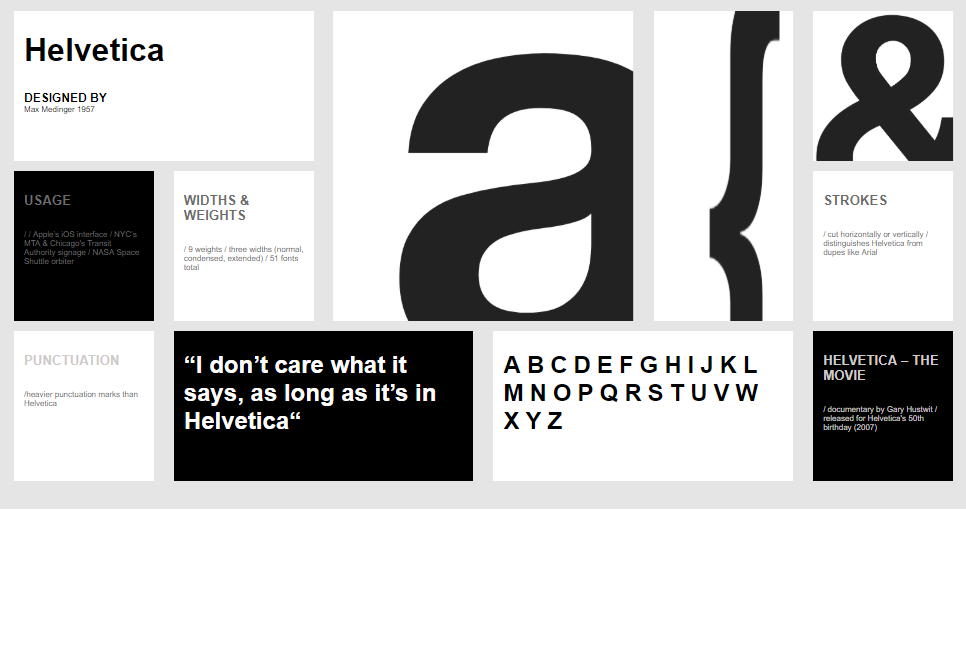 Helvetica
DESIGNED BY
Max Medinger 1957
a
{
&
USAGE
/ / Apple's iOS interface / NYC's
MTA & Chicago's Transit
Authority signage / NASA Space
Shuttle orbiter
WIDTHS &
WEIGHTS
/ 9 weights / three widths (normal,
condensed, extended) / 51 fonts
total
STROKES
/ cut horizontally or vertically /
distinguishes Helvetica from
dupes like Arial
PUNCTUATION
/heavier punctuation marks than
Helvetica
“I don’t care what it
says, as long as it’s in
Helvetica“
A B C D E F G H I J K L
M N O P Q R S T U V W
X Y Z
HELVETICA – THE
MOVIE
/ documentary by Gary Hustwit /
released for Helvetica's 50th
birthday (2007)